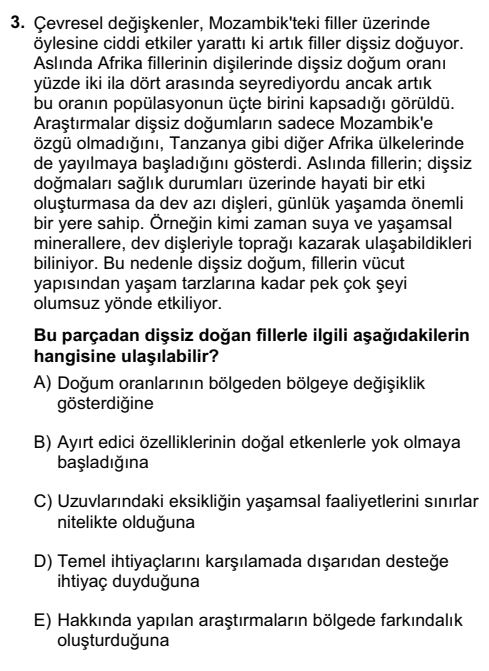 3. Çevresel değişkenler, Mozambik'teki filler üzerinde
öylesine ciddi etkiler yarattı ki artık filler dişsiz doğuyor.
Aslında Afrika fillerinin dişilerinde dişsiz doğum oranı
yüzde iki ila dört arasında seyrediyordu ancak artık
bu oranın popülasyonun üçte birini kapsadığı görüldü.
Araştırmalar dişsiz doğumların sadece Mozambik'e
özgü olmadığını, Tanzanya gibi diğer Afrika ülkelerinde
de yayılmaya başladığını gösterdi. Aslında fillerin; dişsiz
doğmaları sağlık durumları üzerinde hayati bir etki
oluşturmasa da dev azı dişleri, günlük yaşamda önemli
bir yere sahip. Örneğin kimi zaman suya ve yaşamsal
minerallere, dev dişleriyle toprağı kazarak ulaşabildikleri
biliniyor. Bu nedenle dişsiz doğum, fillerin vücut
yapısından yaşam tarzlarına kadar pek çok şeyi
olumsuz yönde etkiliyor.
Bu parçadan dişsiz doğan fillerle ilgili aşağıdakilerin
hangisine ulaşılabilir?
A) Doğum oranlarının bölgeden bölgeye değişiklik
gösterdiğine
B) Ayırt edici özelliklerinin doğal etkenlerle yok olmaya
başladığına
C) Uzuvlarındaki eksikliğin yaşamsal faaliyetlerini sınırlar
nitelikte olduğuna
D) Temel ihtiyaçlarını karşılamada dışarıdan desteğe
ihtiyaç duyduğuna
E) Hakkında yapılan araştırmaların bölgede farkındalık
oluşturduğuna